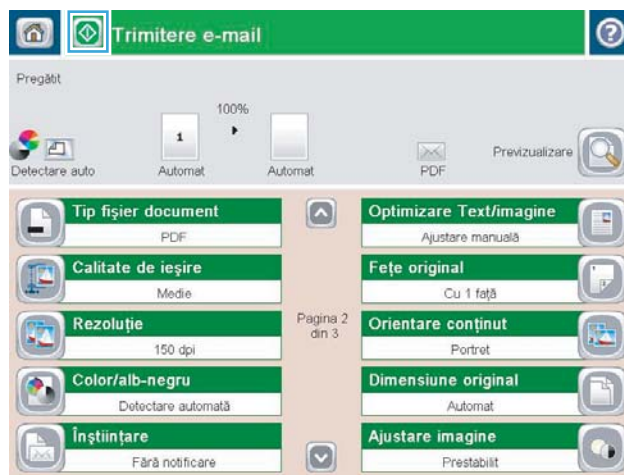 Trimitere e-mail
Pregătit
100%
1
Detectare auto
Automat
Automat
PDF
Previzualizare
Tip fişier document
PDF
Optimizare Text/imagine
Ajustare manuală
Calitate de ieşire
Medie
Feţe original
Cu 1 faţă
Rezoluţie
150 dpi
Pagina 2
din 3
Orientare conţinut
Portret
Color/alb-negru
Detectare automată
Dimensiune original
Automat
Înştiinţare
Fără notificare
Ajustare imagine
Prestabilit